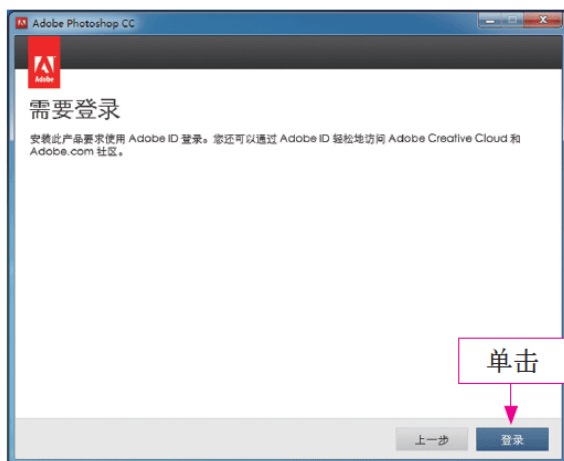 Adobe Photoshop CC
Adobe
需要登录
安装此产品要求使用 Adobe ID 登录。您还可以通过 Adobe ID 轻松地访问 Adobe Creative Cloud 和
Adobe.com 社区。
单击
上一步 登录